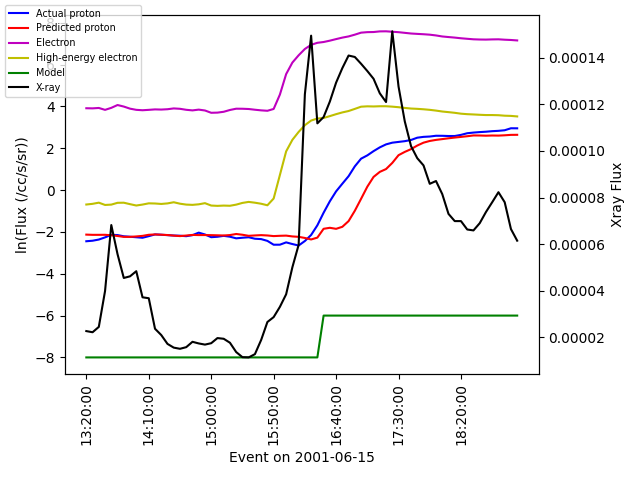 Actual proton
Predicted proton
Electron
High-energy electron
Model
X-ray
4
2
0
−2
−4
−6
−8
ln(Flux (/cc/s/sr))
0.00014
0.00012
0.00010
0.00008
0.00006
0.00004
0.00002
Xray Flux
13:20:00
14:10:00
15:00:00
15:50:00
16:40:00
17:30:00
18:20:00
Event on 2001-06-15